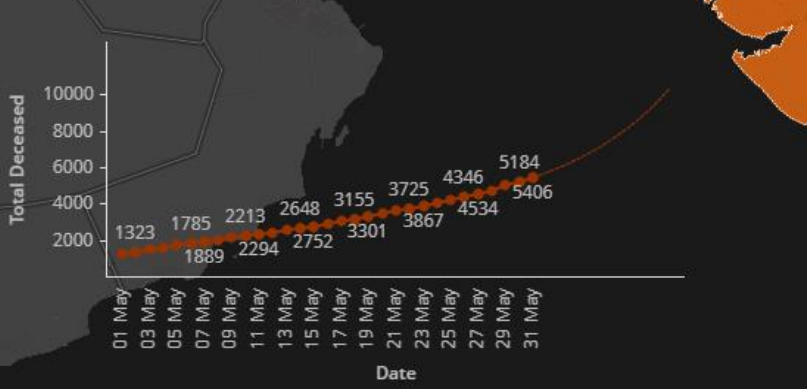 Total Deceased
10000
8000
6000
4000
2000
1323
1785
1889
2213
2294
2648
2752
3155
3301
3725
3867
4346
4534
5184
5406
01 May
03 May
05 May
07 May
09 May
11 May
13 May
15 May
17 May
19 May
21 May
23 May
25 May
27 May
29 May
31 May
Date